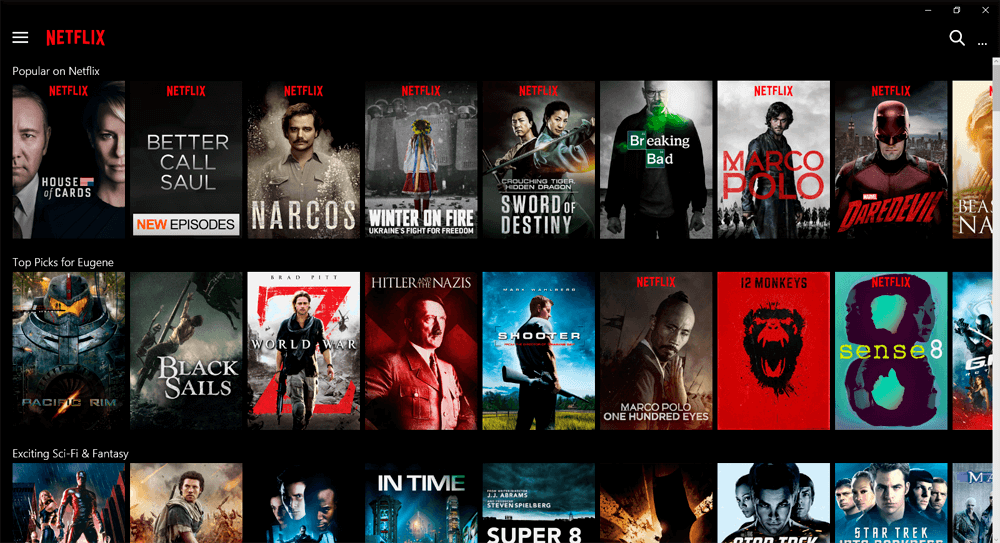 NETFLIX
...
Popular on Netflix
NETFLIX
HOUSE
of CARDS
NETFLIX
BETTER
CALL
SAUL
NEW EPISODES
NETFLIX
NARCOS
NETFLIX
WINTER ON FIRE
UKRAINE'S FIGHT FOR FREEDOM
NETFLIX
CROUCHING TIGER,
HIDDEN DRAGON
SWORD OF
DESTINY
Breaking
Bad
NETFLIX
MARCO
POLO
NETFLIX
MARVEL
DAREDEVIL
Top Picks for Eugene
PACIFIC RIM
BLACK
SAILS
BRAD PITT
Z
WORLD WAR
HITLER AND THE NAZIS
MARK WAHLBERG
SHOOTER
NETFLIX
MARCO POLO
ONE HUNDRED EYES
12 MONKEYS
NETFLIX
sense8
Exciting Sci-Fi & Fantasy
IN TIME
J.J. ABRAMS
STEVEN SPIELBERG
SUPER 8
STAR TREK
STAR TREK
INTO DARKNESS